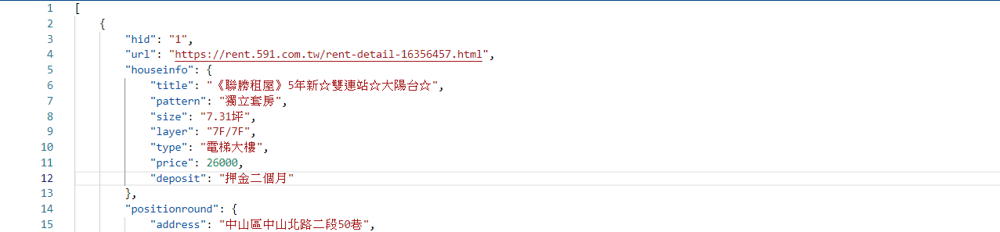 1 [
2 {
3 "hid": "1",
4 "url": "https://rent.591.com.tw/rent-detail-16356457.html",
5 "houseinfo": {
6 "title": "《聯勝租屋》5年新☆雙連站☆大陽台☆",
7 "pattern": "獨立套房",
8 "size": "7.31坪",
9 "layer": "7F/7F",
10 "type": "電梯大樓",
11 "price": 26000,
12 "deposit": "押金二個月"
13 },
14 "positionround": {
15 "address": "中山區中山北路二段50巷",